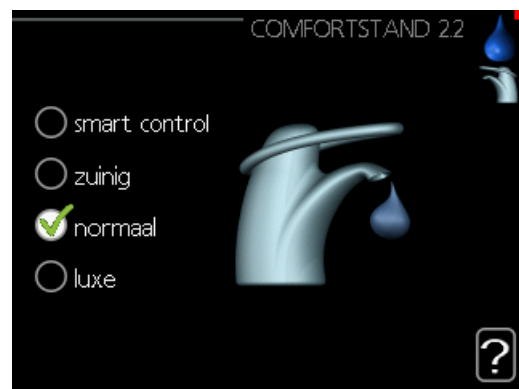 COMFORTSTAND 2.2
smart control
zuinig
normaal
luxe
?